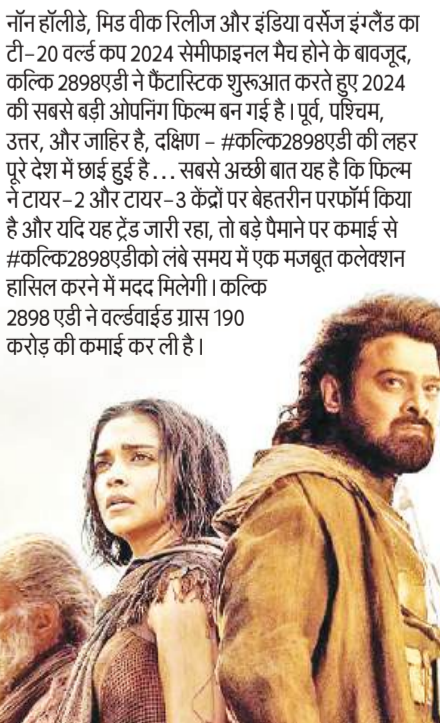 नॉन हॉलीडे, मिड वीक रिलीज और इंडिया वर्सेज इंग्लैंड का
टी-20 वर्ल्ड कप 2024 सेमीफाइनल मैच होने के बावजूद,
कल्कि 2898एडी ने फैंटास्टिक शुरूआत करते हुए 2024
की सबसे बड़ी ओपनिंग फिल्म बन गई है। पूर्व, पश्चिम,
उत्तर, और जाहिर है, दक्षिण – #कल्कि2898एडी की लहर
पूरे देश में छाई हुई है... सबसे अच्छी बात यह है कि फिल्म
ने टायर-2 और टायर-3 केंद्रों पर बेहतरीन परफॉर्म किया
है और यदि यह ट्रेंड जारी रहा, तो बड़े पैमाने पर कमाई से
#कल्कि2898एडीको लंबे समय में एक मजबूत कलेक्शन
हासिल करने में मदद मिलेगी। कल्कि
2898 एडी ने वर्ल्डवाईड ग्रास 190
करोड़ की कमाई कर ली है।